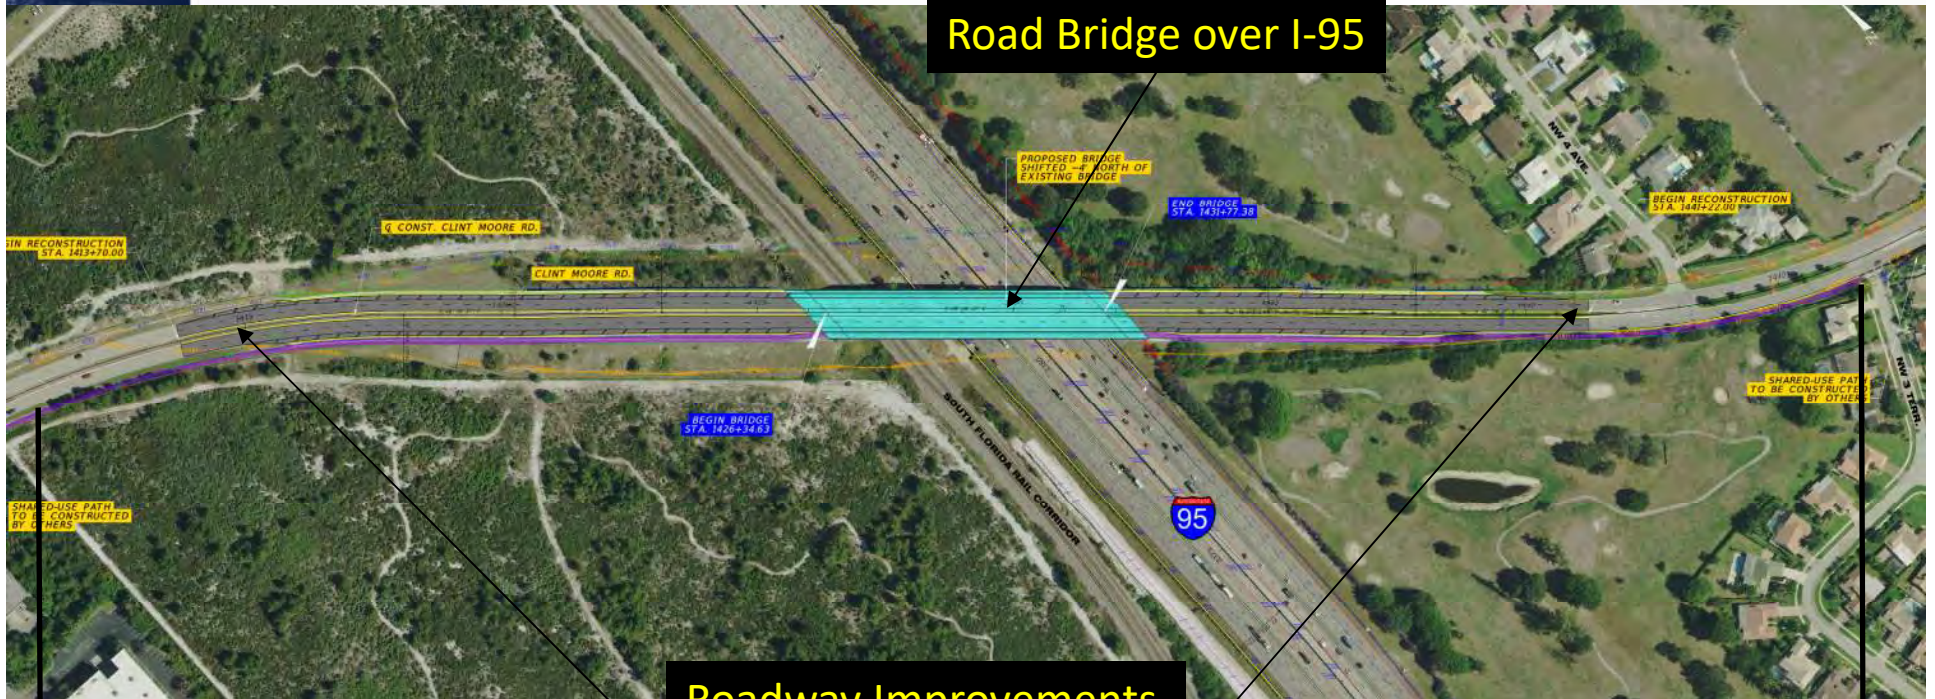 Road Bridge over I-95
NW 4 AVE.
PROPOSED BRIDGE
SHIFTED ~4' NORTH OF
EXISTING BRIDGE
END BRIDGE
STA. 1431+77.38
BEGIN RECONSTRUCTION
STA. 1441+22.00
₵ CONST. CLINT MOORE RD.
GIN RECONSTRUCTION
STA. 1413+70.00
CLINT MOORE RD.
SHARED-USE PATH
TO BE CONSTRUCTED
BY OTHERS
NW 3 TERR.
BEGIN BRIDGE
STA. 1426+34.63
SOUTH FLORIDA RAIL CORRIDOR
95
SHARED-USE PATH
TO BE CONSTRUCTED
BY OTHERS
Roadway Improvements